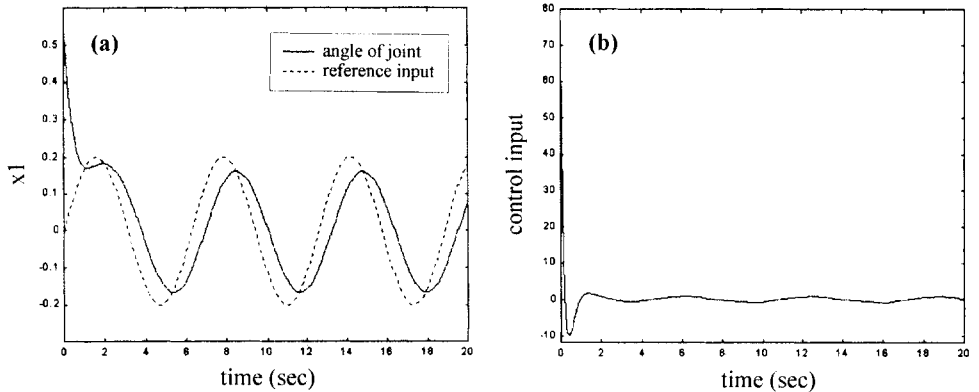 (a)
angle of joint
reference input
0.5
0.4
0.3
0.2
0.1
0
-0.1
-0.2
x1
0 2 4 6 8 10 12 14 16 18 20
time (sec)
(b)
80
70
60
50
40
30
20
10
0
-10
control input
0 2 4 6 8 10 12 14 16 18 20
time (sec)